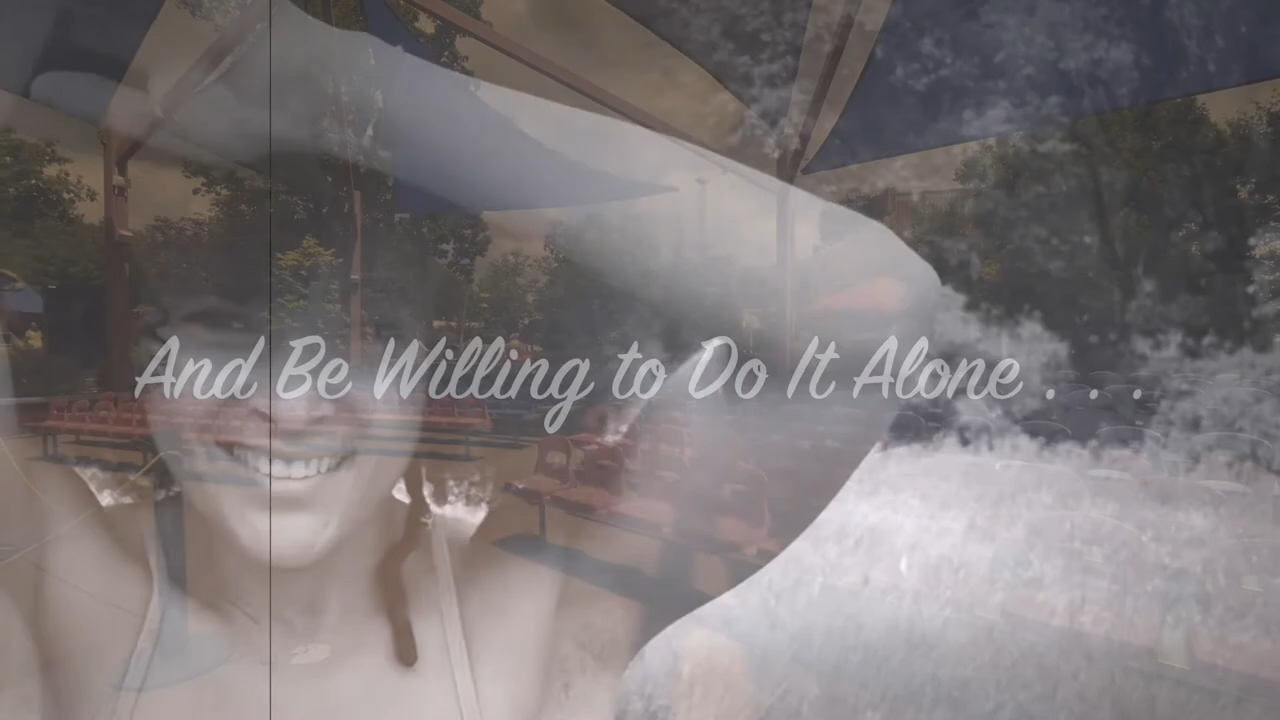 And Be Willing to Do It Alone . . .